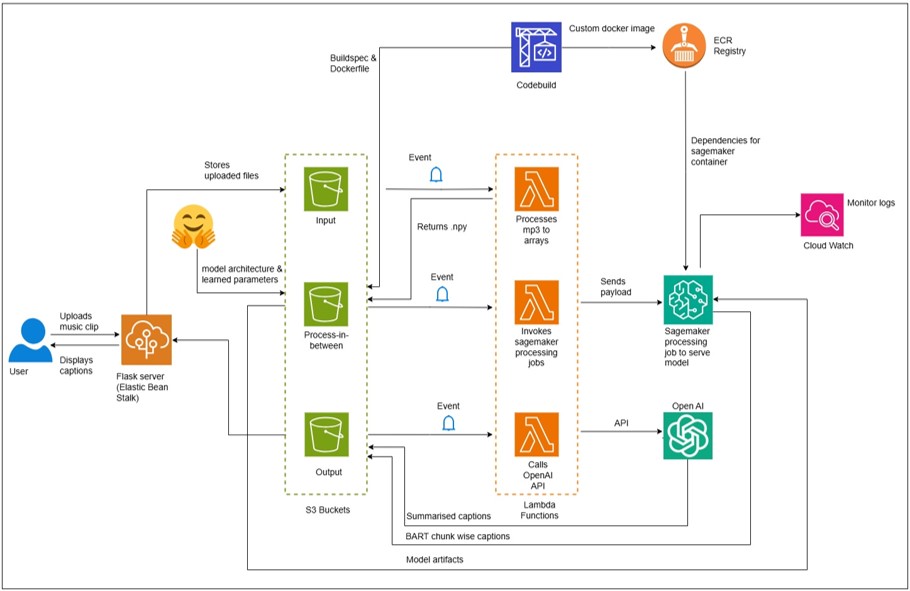 Custom docker image
ECR
Registry
Buildspec &
Dockerfile
Codebuild
Dependencies for
sagemaker
container
Stores
uploaded files
Event
Input
Processes
mp3 to
arrays
Returns .npy
Monitor logs
Cloud Watch
model architecture &
learned parameters
Event
Sends
payload
Process-in-
between
Invokes
sagemaker
processing
jobs
Sagemaker
processing
job to serve
model
Uploads
music clip
User
Displays
captions
Flask server
(Elastic Bean
Stalk)
Event
API
Open AI
Output
Calls
OpenAI
API
S3 Buckets
Lambda
Functions
Summarised captions
BART chunk wise captions
Model artifacts